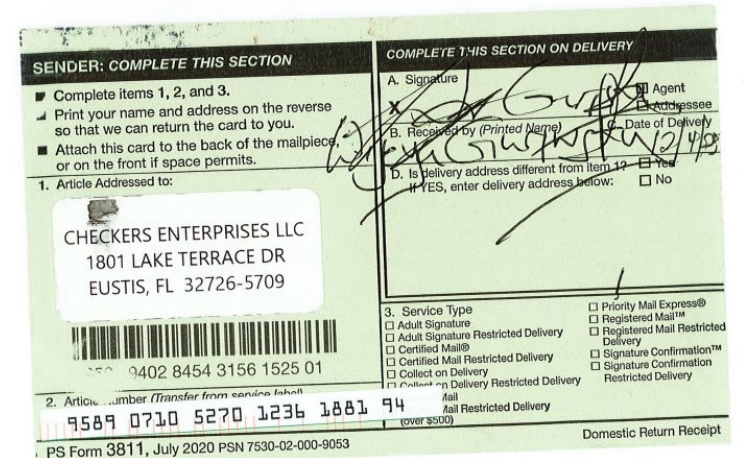 SENDER: COMPLETE THIS SECTION
Complete items 1, 2, and 3.
Print your name and address on the reverse
so that we can return the card to you.
Attach this card to the back of the mailpiece,
or on the front if space permits.
1. Article Addressed to:
CHECKERS ENTERPRISES LLC
1801 LAKE TERRACE DR
EUSTIS, FL 32726-5709
9402 8454 3156 1525 01
2. Article (Transfer from service label)
9589 0710 5270 1236 1881 94
PS Form 3811, July 2020 PSN 7530-02-000-9053
COMPLETE THIS SECTION ON DELIVERY
A. Signature
X
Agent
Addressee
B. Received by (Printed Name)
C. Date of Delivery
D. Is delivery address different from item 1? Yes
If YES, enter delivery address below: No
3. Service Type
Adult Signature
Adult Signature Restricted Delivery
Certified Mail®
Certified Mail Restricted Delivery
Collect on Delivery
Collect on Delivery Restricted Delivery
Mail
Mail Restricted Delivery
(over $500)
Priority Mail Express®
Registered Mail™
Registered Mail Restricted
Delivery
Signature Confirmation™
Signature Confirmation
Restricted Delivery
Domestic Return Receipt